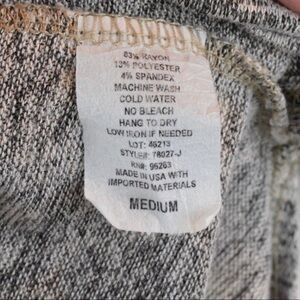 83% RAYON
13% POLYESTER
4% SPANDEX
MACHINE WASH
COLD WATER
NO BLEACH
HANG TO DRY
LOW IRON IF NEEDED
LOT: 46213
STYLE#: 78027-J
RN#: 96263
MADE IN USA WITH
IMPORTED MATERIALS
MEDIUM